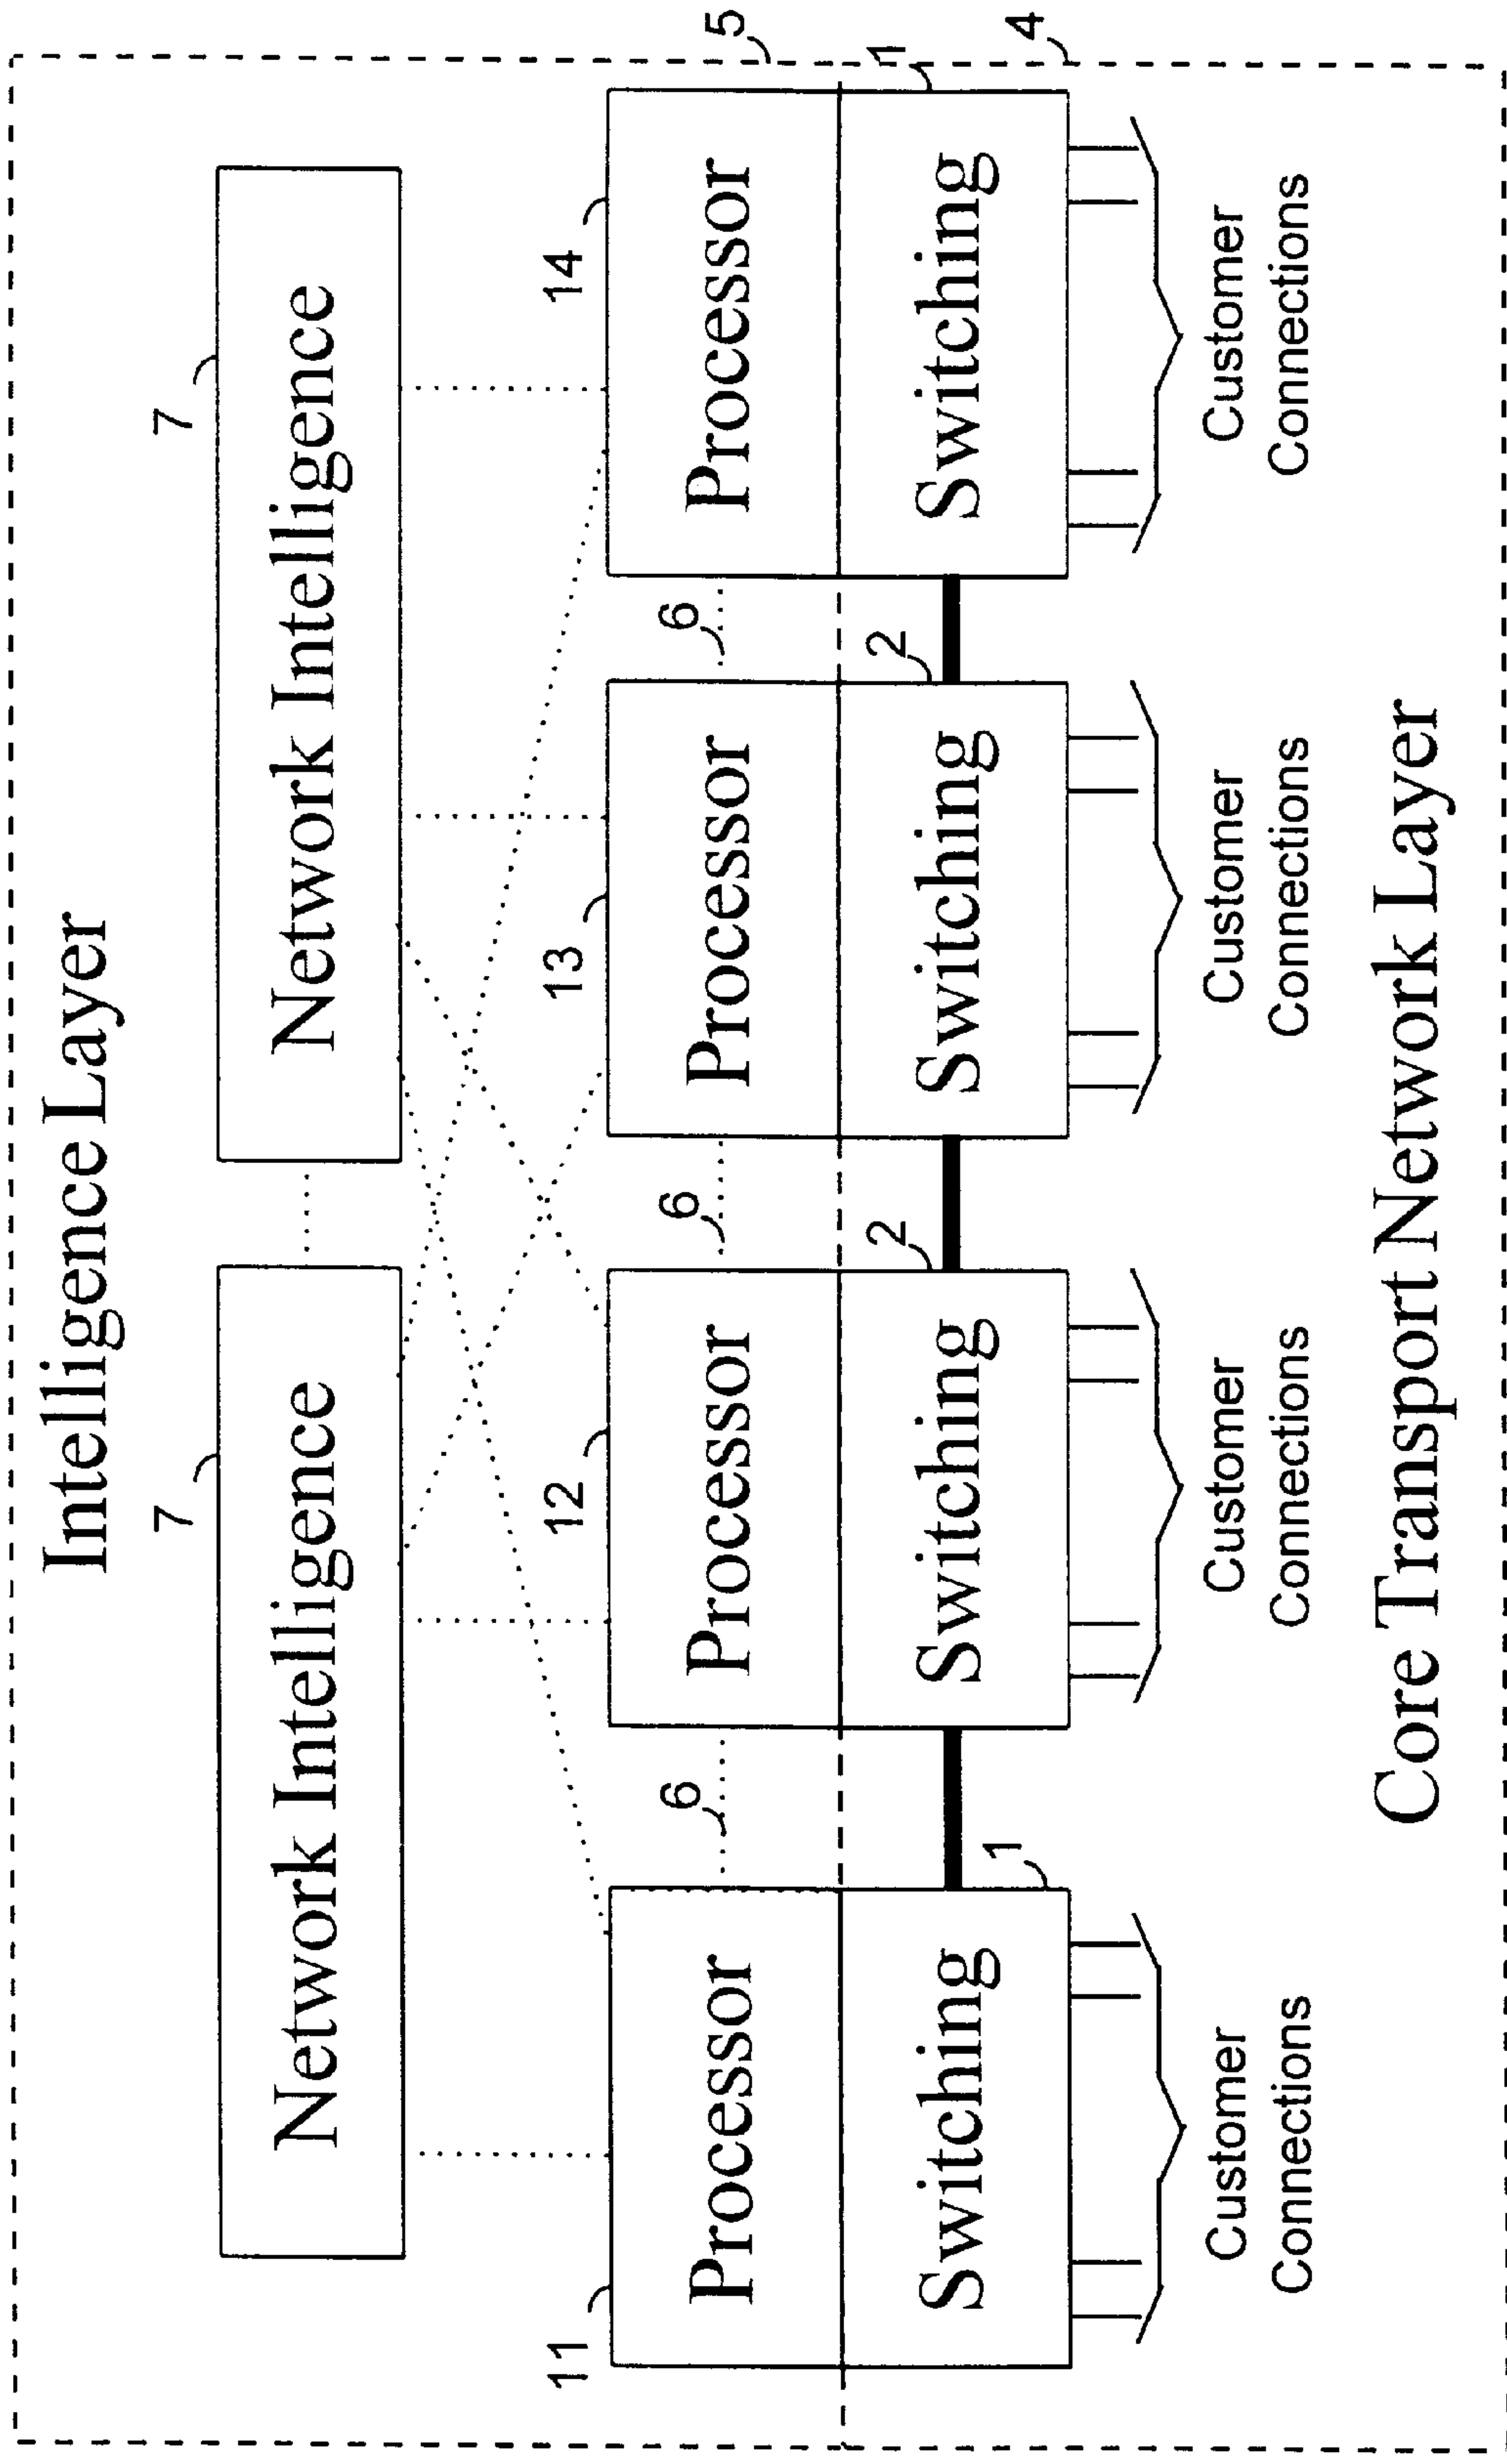 Intelligence Layer
7
7
Network Intelligence
Network Intelligence
11
12
13
14
5
Processor
Processor
Processor
Processor
6
6
6
2
2
1
1
Switching
Switching
Switching
Switching
4
Customer
Connections
Customer
Connections
Customer
Connections
Customer
Connections
Core Transport Network Layer